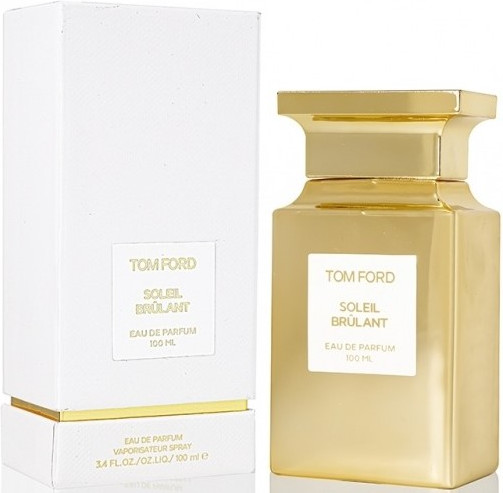 TOM FORD
SOLEIL
BRÛLANT
EAU DE PARFUM
100 ML
EAU DE PARFUM
VAPORISATEUR SPRAY
3.4 FL.OZ./OZ.LIQ./100 ml e
TOM FORD
SOLEIL
BRÛLANT
EAU DE PARFUM
100 ML